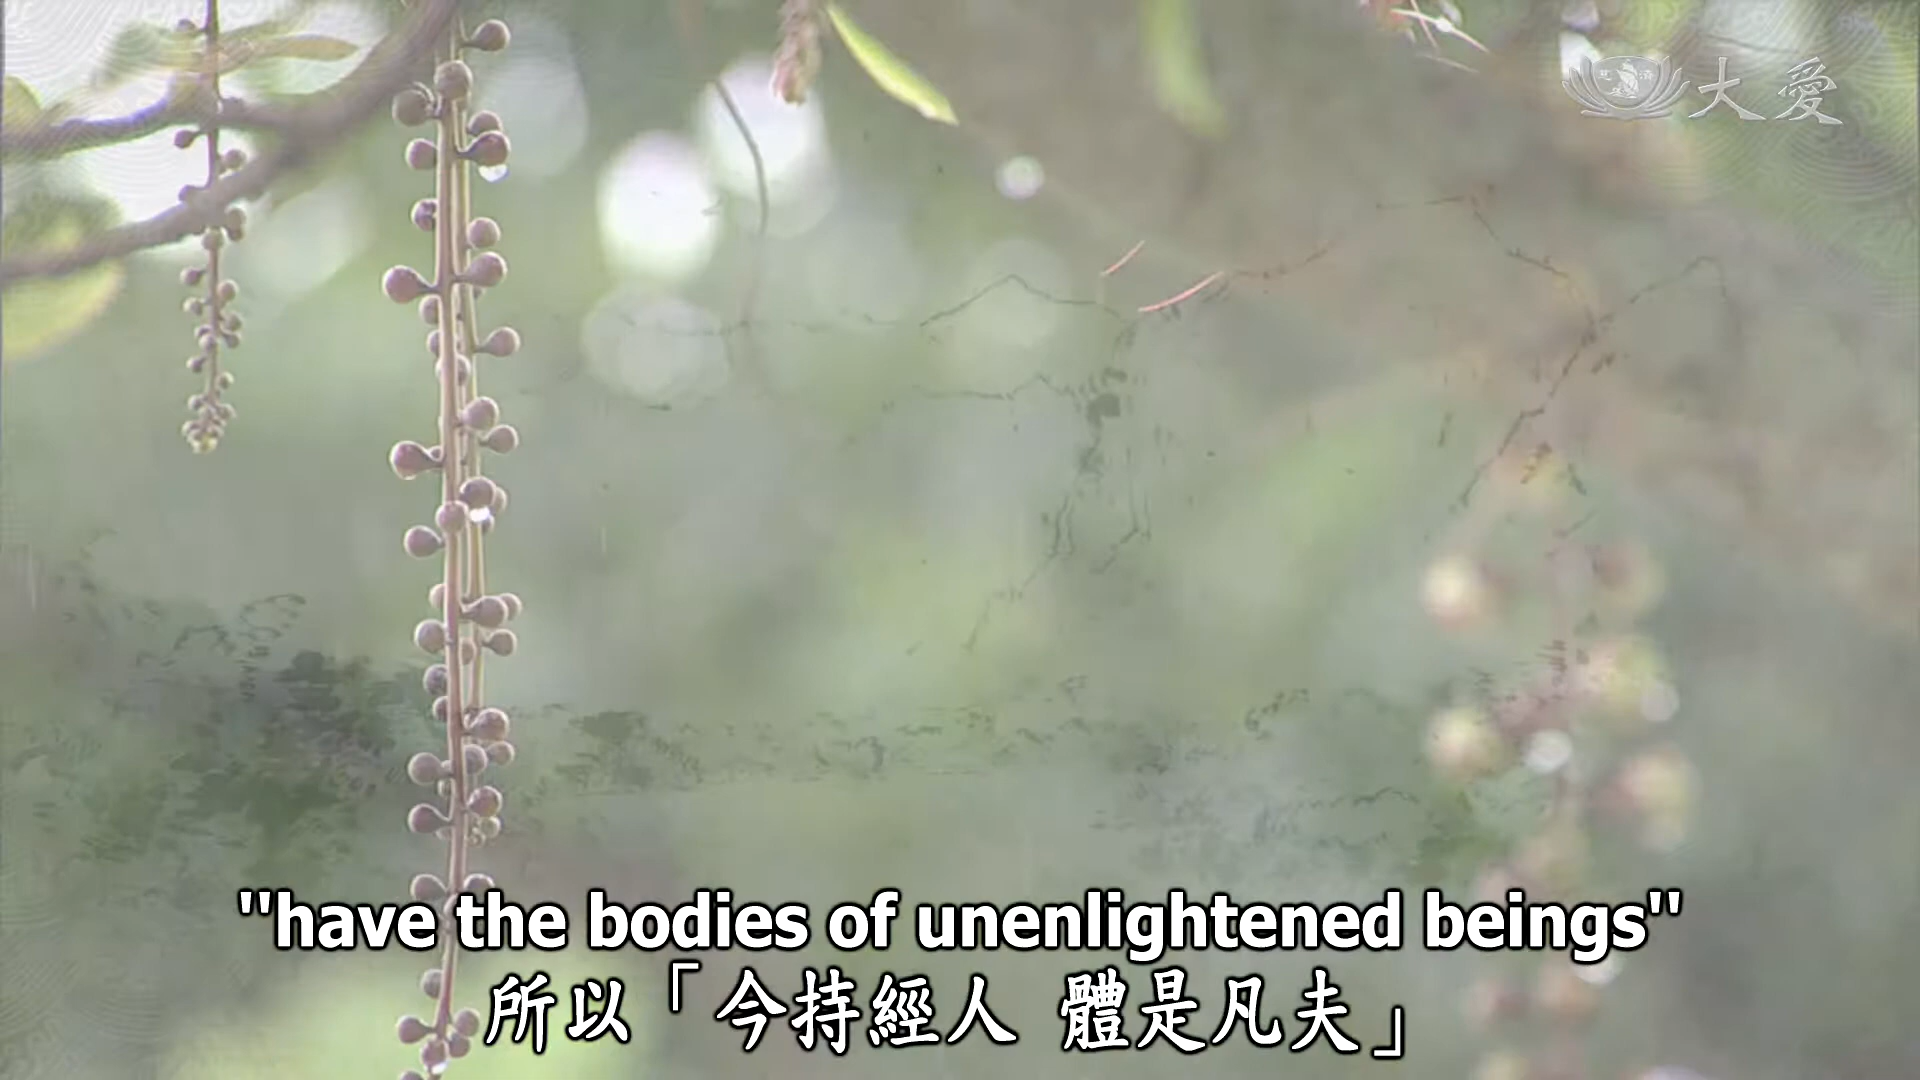 大愛
"have the bodies of unenlightened beings"
所以「今持經人 體是凡夫」